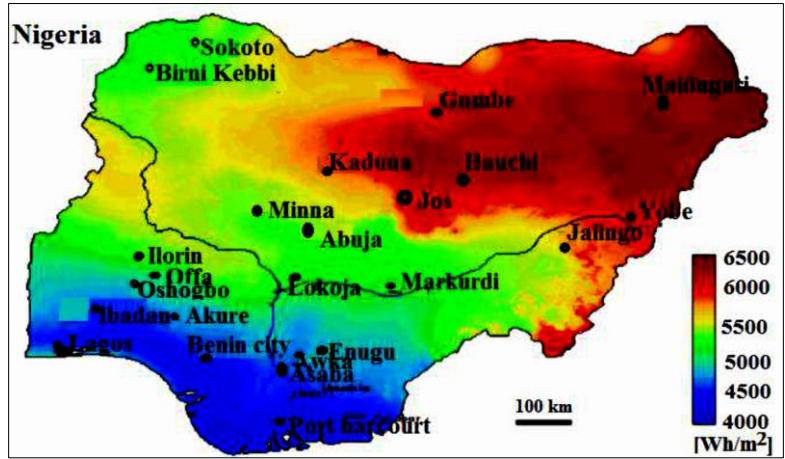 Nigeria
Sokoto
Birni Kebbi
Maiduguri
Gumbe
Kaduua
Bauchi
Jos
Minna
Yobe
Abuja
Jalingo
Ilorin
Offa
Oshogbo
Lokoja
Markurdi
Ibadan
Akure
Lagos
Benin city
Enugu
Awka
Asaba
Port harcourt
100 km
6500
6000
5500
5000
4500
4000
[Wh/m²]